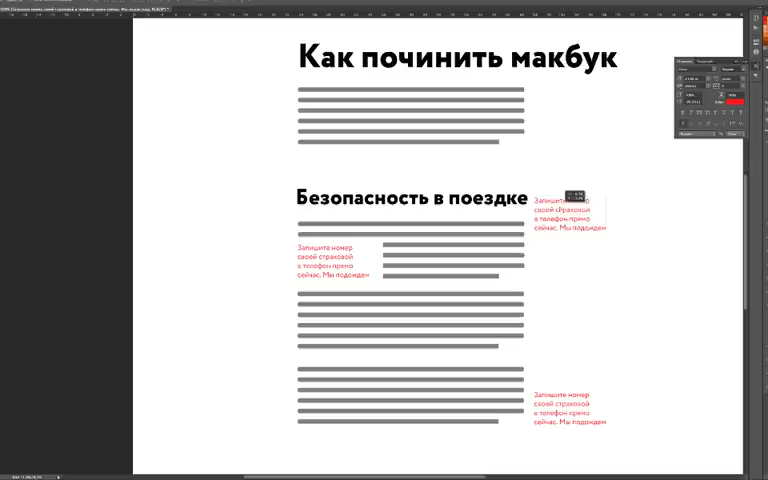 Как починить макбук
Безопасность в поездке
Запишите номер
своей страховой
в телефон прямо
сейчас. Мы подождем
Запишите номер
своей страховой
в телефон прямо
сейчас. Мы подождем
Запишите номер
своей страховой
в телефон прямо
сейчас. Мы подождем